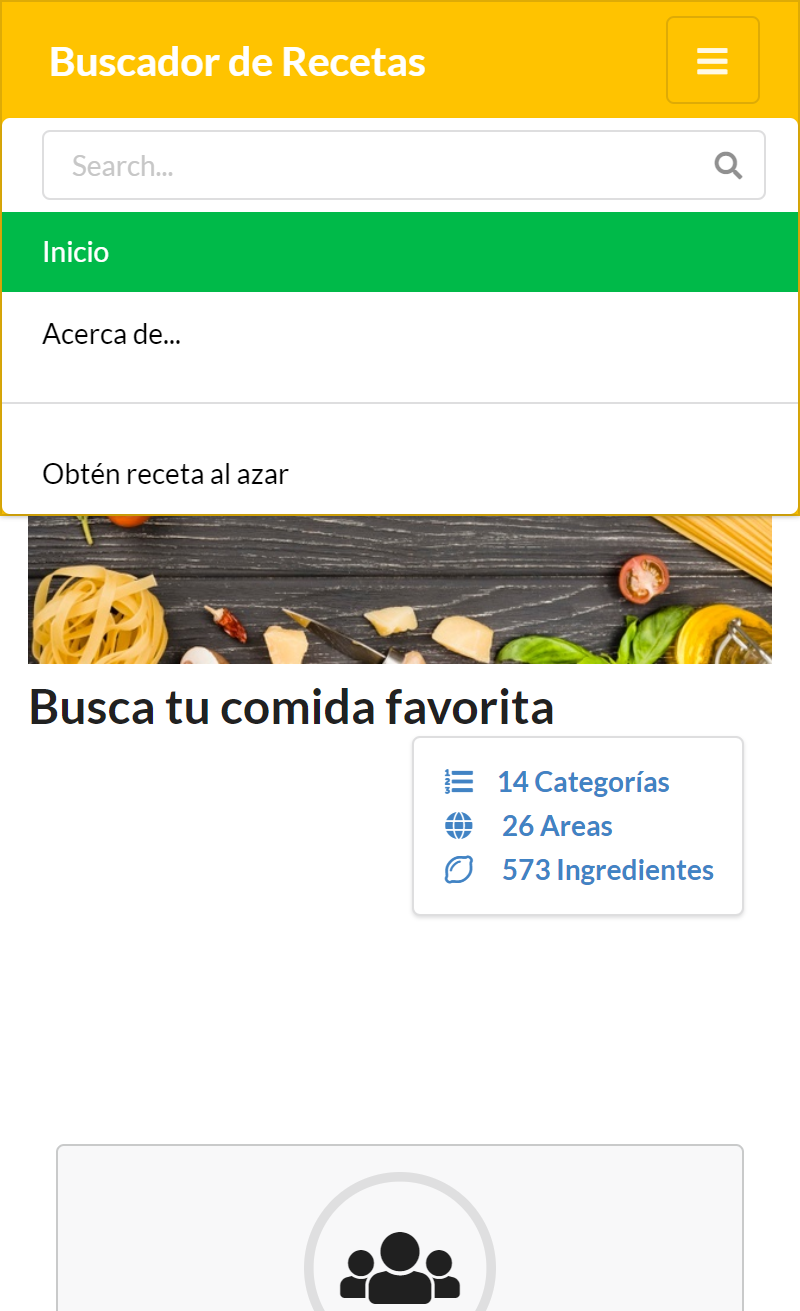 Buscador de Recetas
Search...
Inicio
Acerca de...
Obtén receta al azar
Busca tu comida favorita
14 Categorías
26 Areas
573 Ingredientes